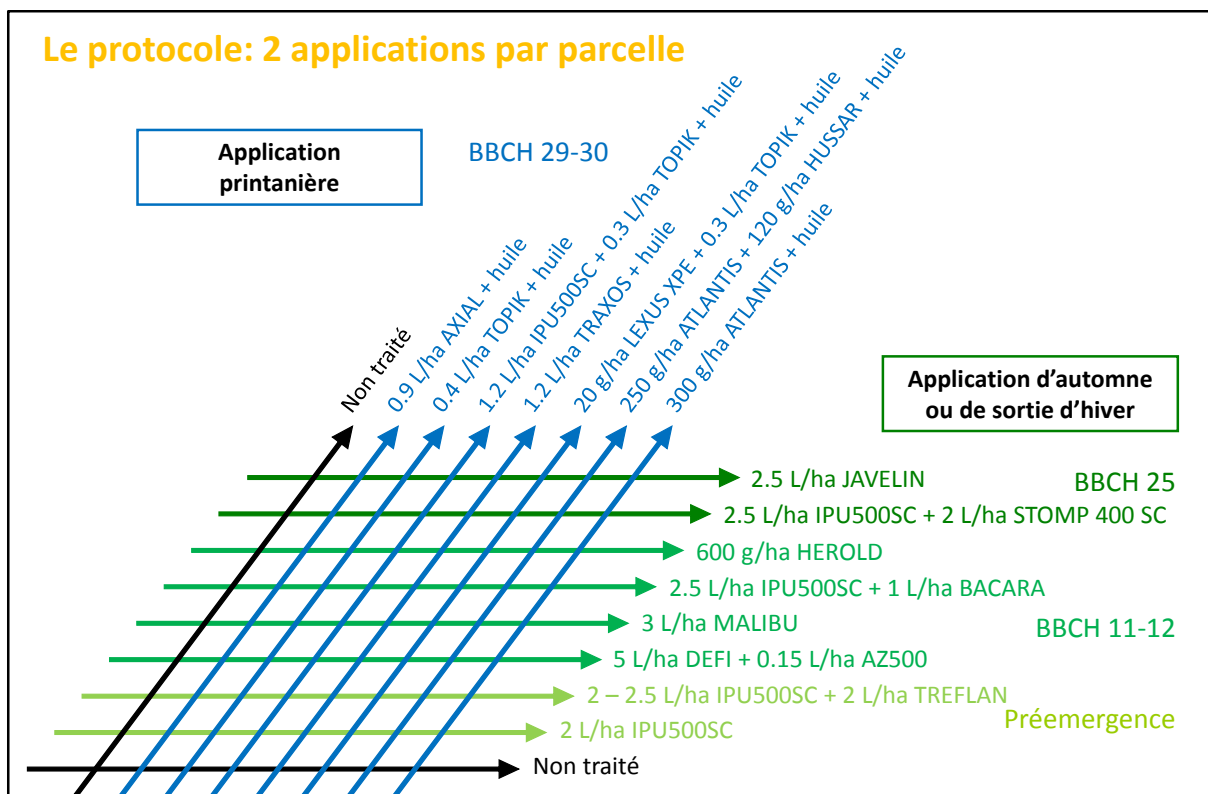 Le protocole: 2 applications par parcelle
Application
printanière
BBCH 29-30
Non traité
0.9 L/ha AXIAL + huile
0.4 L/ha TOPIK + huile
1.2 L/ha IPU500SC + 0.3 L/ha TOPIK + huile
1.2 L/ha TRAXOS + huile
20 g/ha LEXUS XPE + 0.3 L/ha TOPIK + huile
250 g/ha ATLANTIS + 120 g/ha HUSSAR + huile
300 g/ha ATLANTIS + huile
Application d'automne
ou de sortie d'hiver
2.5 L/ha JAVELIN
BBCH 25
2.5 L/ha IPU500SC + 2 L/ha STOMP 400 SC
600 g/ha HEROLD
2.5 L/ha IPU500SC + 1 L/ha BACARA
3 L/ha MALIBU
BBCH 11-12
5 L/ha DEFI + 0.15 L/ha AZ500
2 – 2.5 L/ha IPU500SC + 2 L/ha TREFLAN
Préemergence
2 L/ha IPU500SC
Non traité